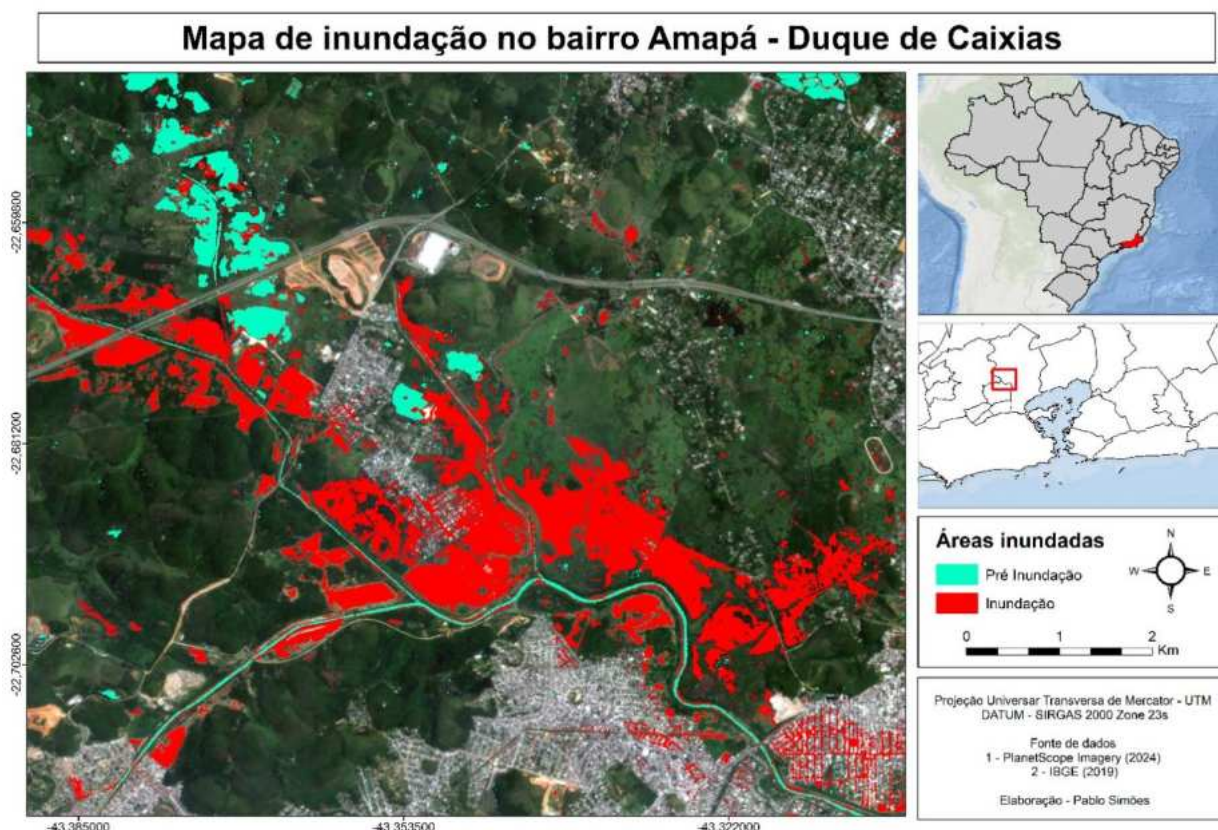 Mapa de inundação no bairro Amapá - Duque de Caixias
-22,659800
-22,681200
-22,702600
-43,385000
-43,353500
-43,322000
Áreas inundadas
Pré Inundação
Inundação
N
W
E
S
0
1
2
Km
Projeção Universar Transversa de Mercator - UTM
DATUM - SIRGAS 2000 Zone 23s
Fonte de dados
1 - PlanetScope Imagery (2024)
2 - IBGE (2019)
Elaboração - Pablo Simões